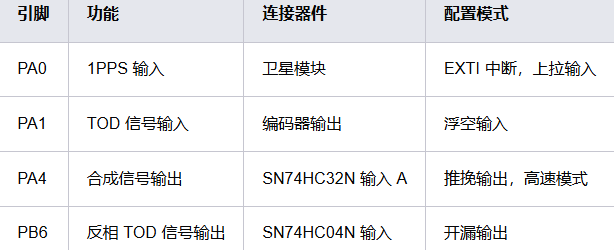 引脚 功能 连接器件 配置模式
PA0 1PPS 输入 卫星模块 EXTI 中断，上拉输入
PA1 TOD 信号输入 编码器输出 浮空输入
PA4 合成信号输出 SN74HC32N 输入 A 推挽输出，高速模式
PB6 反相 TOD 信号输出 SN74HC04N 输入 开漏输出